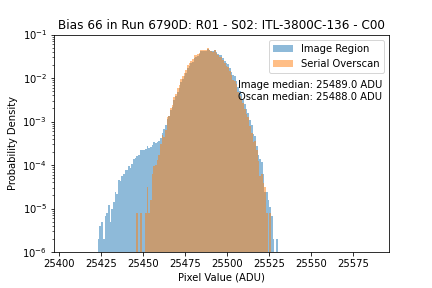 Bias 66 in Run 6790D: R01 - S02: ITL-3800C-136 - C00
Image Region
Serial Overscan
Image median: 25489.0 ADU
Oscan median: 25488.0 ADU
Probability Density
10⁻¹
10⁻²
10⁻³
10⁻⁴
10⁻⁵
10⁻⁶
25400 25425 25450 25475 25500 25525 25550 25575
Pixel Value (ADU)